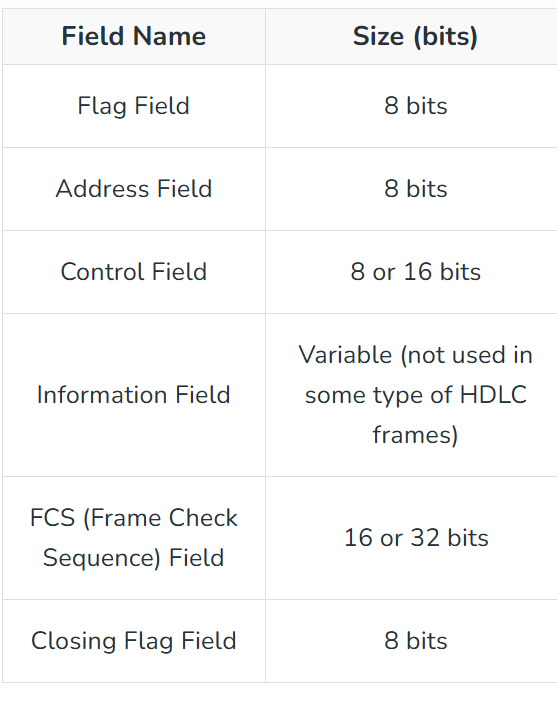 Field Name Size (bits)
Flag Field 8 bits
Address Field 8 bits
Control Field 8 or 16 bits
Information Field
Variable (not used in
some type of HDLC
frames)
FCS (Frame Check
Sequence) Field
16 or 32 bits
Closing Flag Field 8 bits